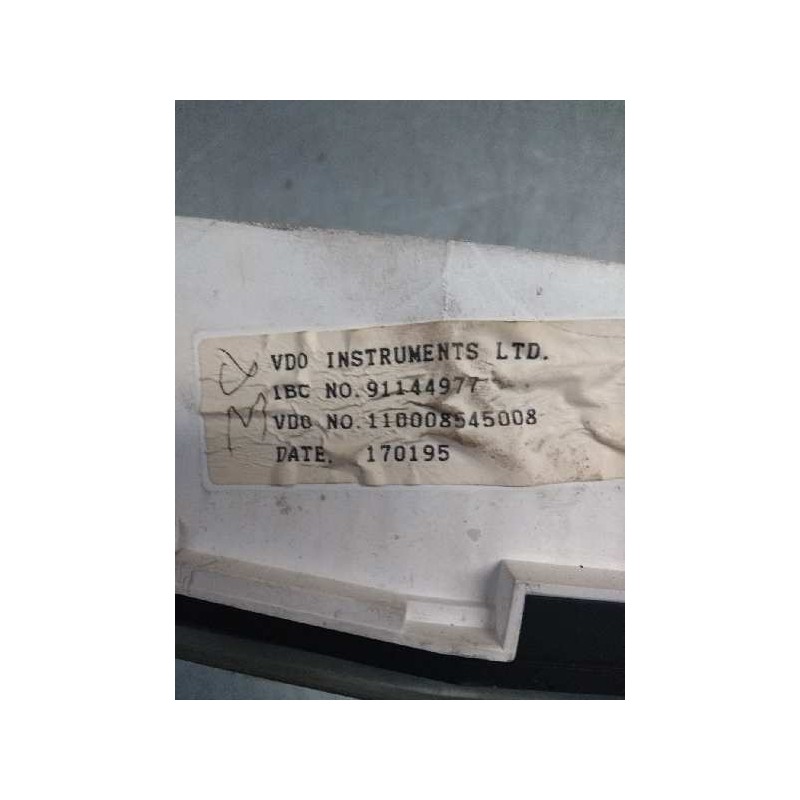 VDO INSTRUMENTS LTD.
IBC NO.91144977
VDO NO.110008545008
DATE. 170195